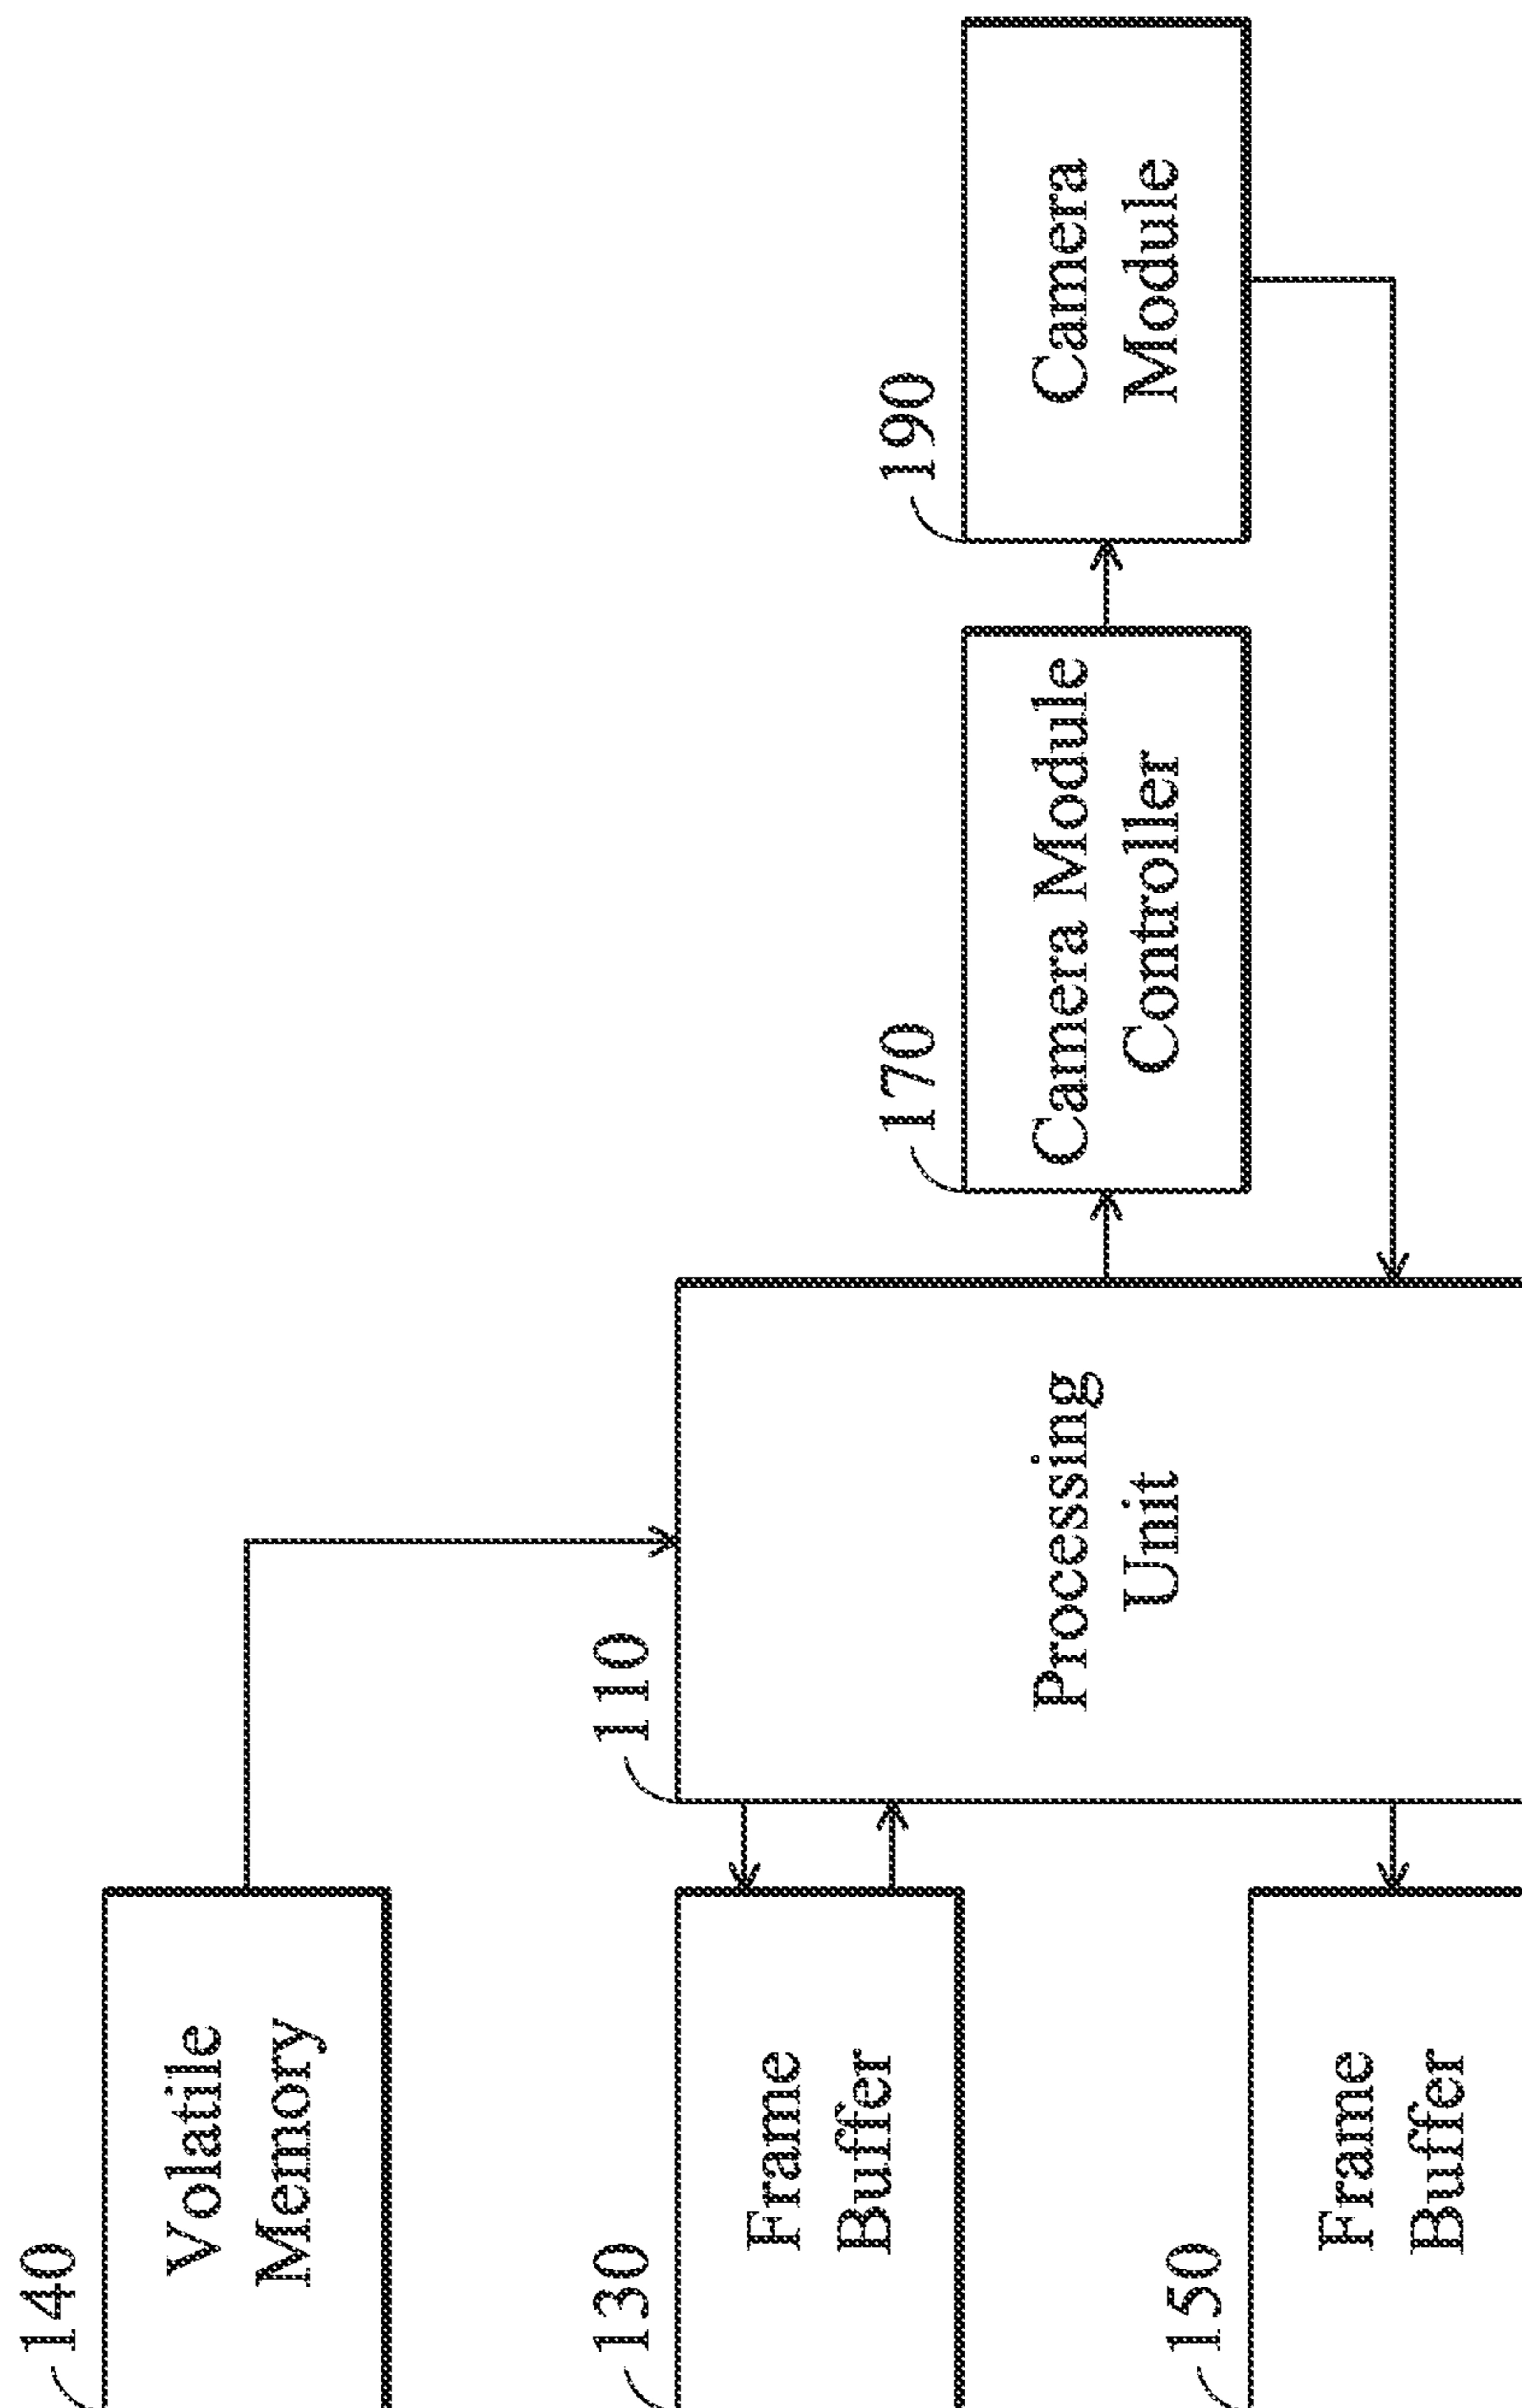 140
Volatile
Memory
130
Frame
Buffer
150
Frame
Buffer
110
Processing
Unit
170
Camera Module
Controller
190
Camera
Module